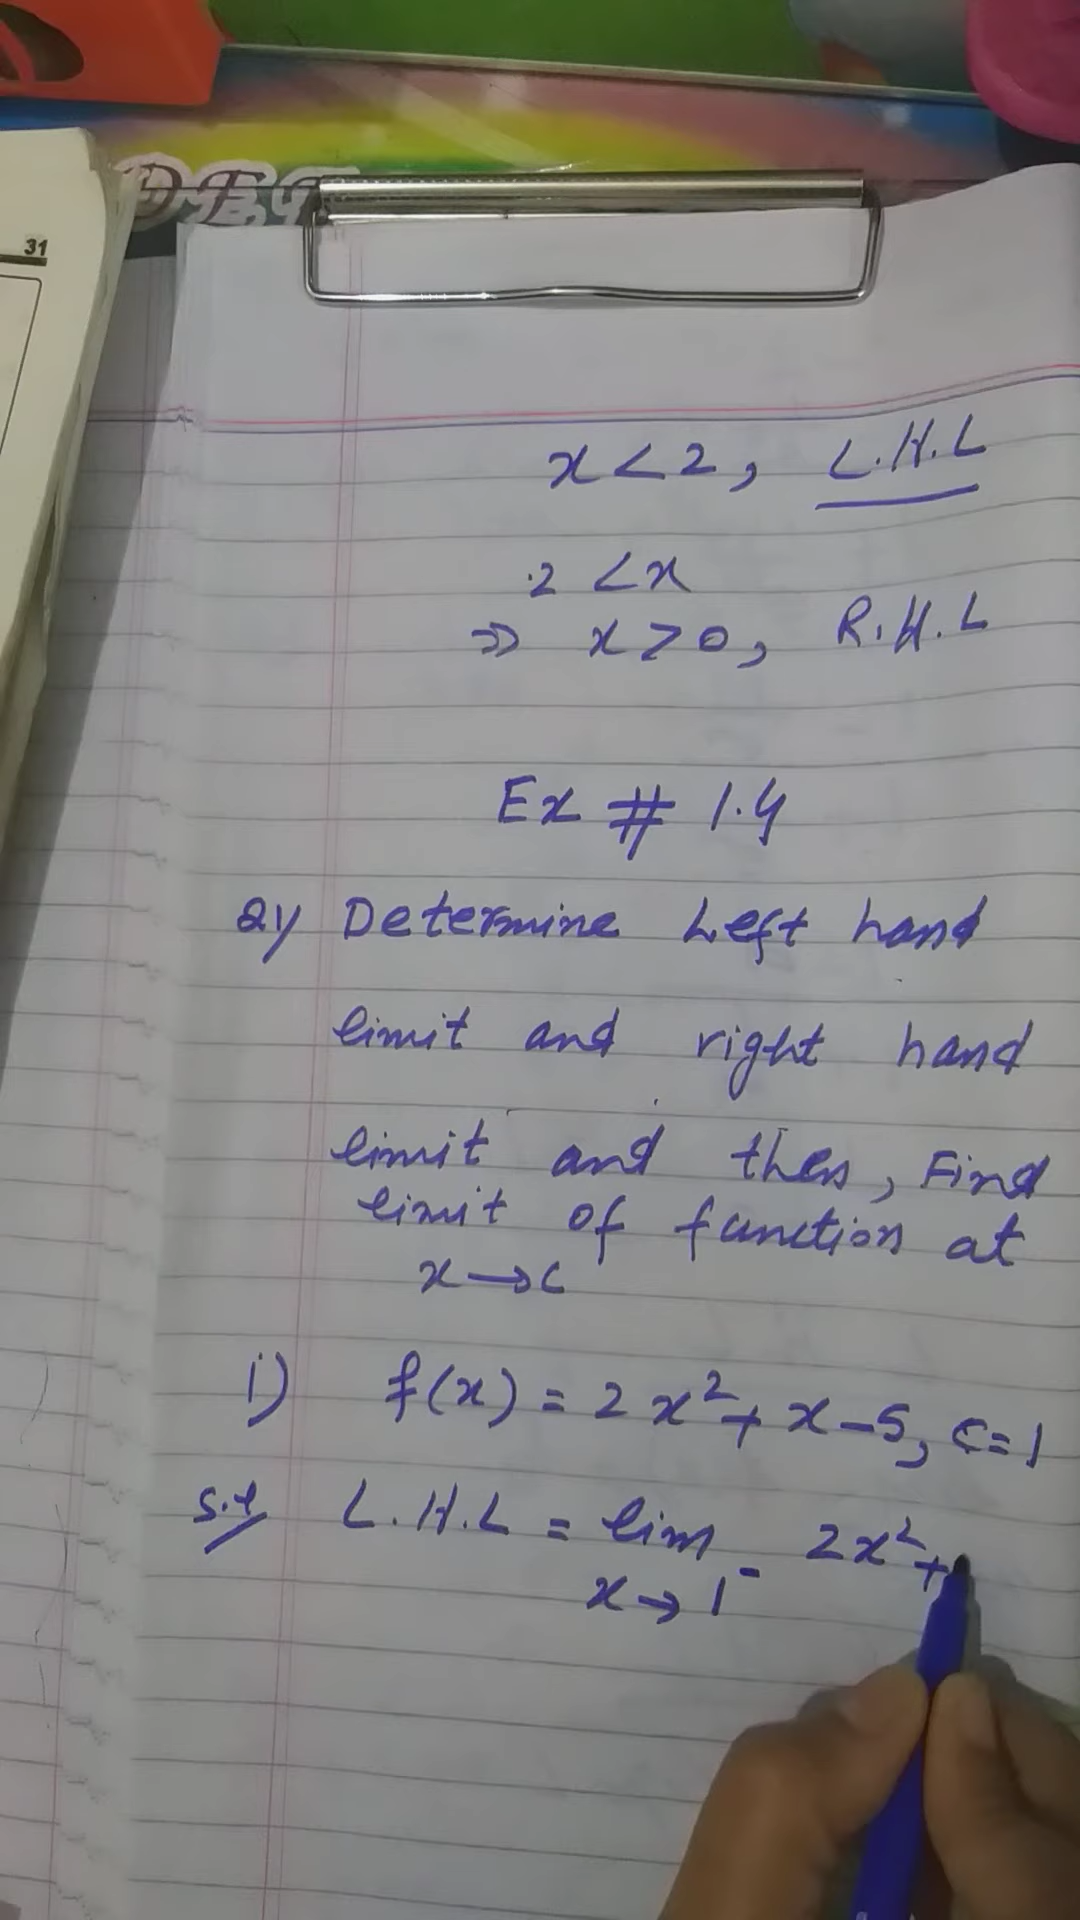 31
x < 2, L.H.L
2 < x
⇒ x > 0, R.H.L
Ex # 1.4
Q1 Determine Left hand
limit and right hand
limit and then, Find
limit of function at
x → c
i) f(x) = 2x² + x - 5, c = 1
Sol L.H.L = lim 2x² +
x → 1⁻